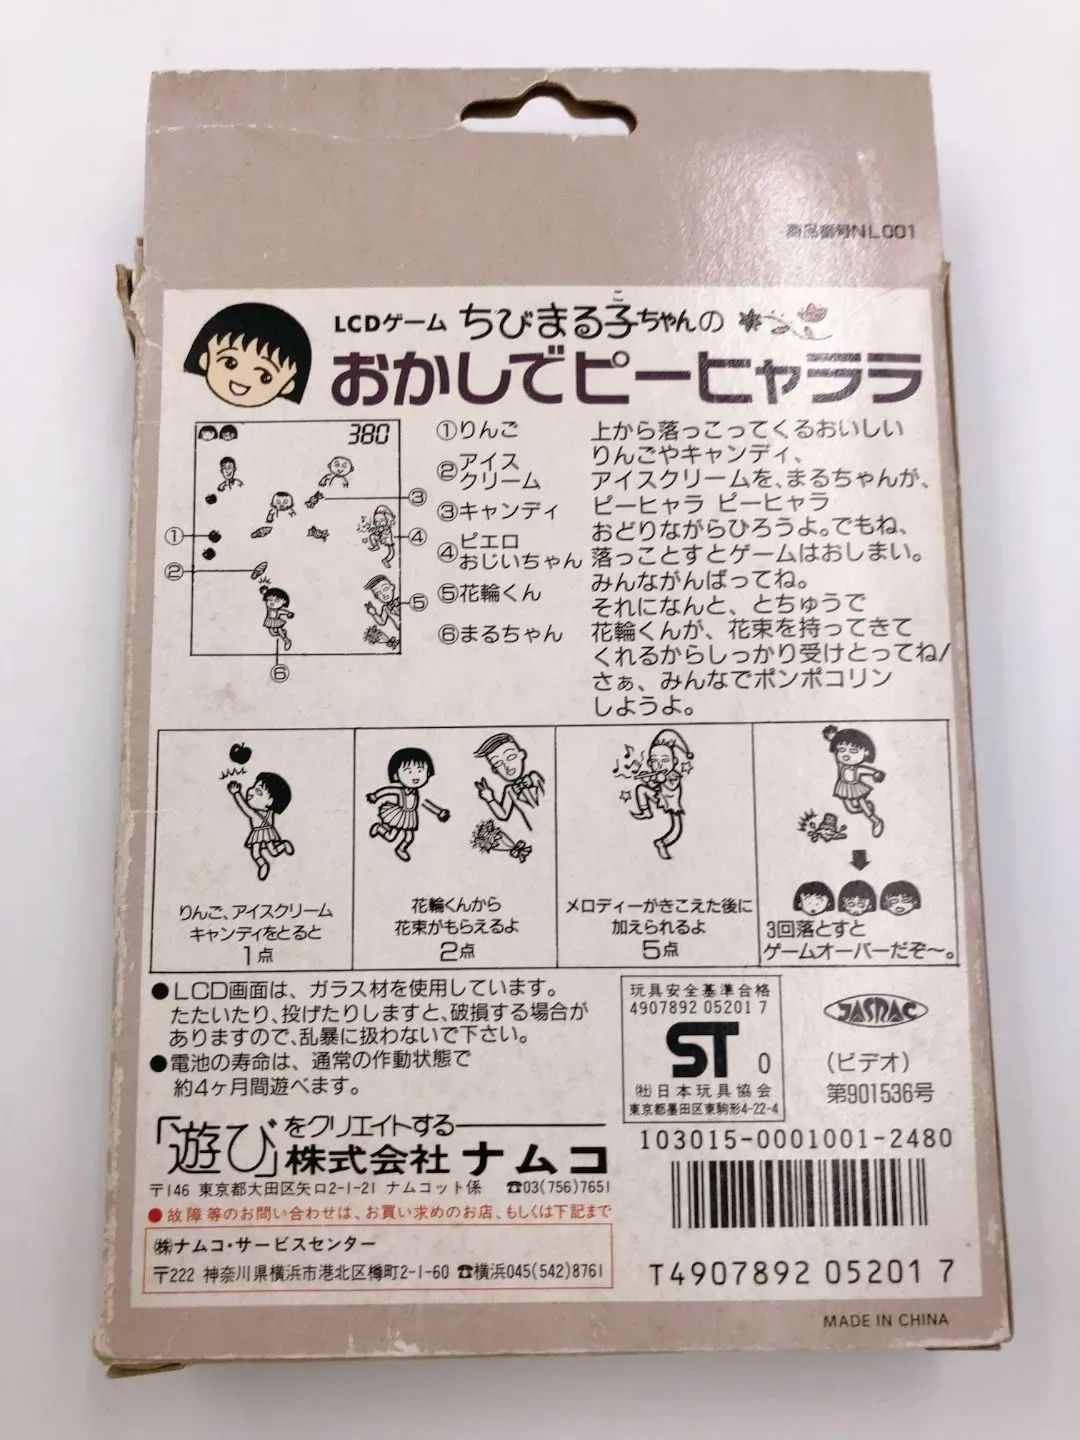 商品番号NL001
LCDゲーム ちびまる子ちゃんの
こ
おかしでピーヒャララ
380
①
②
③
④
⑤
⑥
①りんご
②アイスクリーム
③キャンディ
④ピエロおじいちゃん
⑤花輪くん
⑥まるちゃん
上から落っこってくるおいしい
りんごやキャンディ、
アイスクリームを、まるちゃんが、
ピーヒャラ ピーヒャラ
おどりながらひろうよ。でもね、
落っことすとゲームはおしまい。
みんながんばってね。
それになんと、とちゅうで
花輪くんが、花束を持ってきて
くれるからしっかり受けとってね!
さぁ、みんなでポンポコリン
しようよ。
りんご、アイスクリーム
キャンディをとると
1点
花輪くんから
花束がもらえるよ
2点
メロディーがきこえた後に
加えられるよ
5点
3回落とすと
ゲームオーバーだぞ〜。
●LCD画面は、ガラス材を使用しています。
たたいたり、投げたりしますと、破損する場合が
ありますので、乱暴に扱わないで下さい。
●電池の寿命は、通常の作動状態で
約4ヶ月間遊べます。
玩具安全基準合格
4907892 05201 7
ST 0
(社)日本玩具協会
東京都墨田区東駒形4-22-4
JASRAC
(ビデオ)
第901536号
「遊び」をクリエイトする
株式会社ナムコ
〒146 東京都大田区矢口2-1-21 ナムコット係 ☎03(756)7651
●故障等のお問い合わせは、お買い求めのお店、もしくは下記まで
㈱ナムコ・サービスセンター
〒222 神奈川県横浜市港北区樽町2-1-60 ☎横浜045(542)8761
103015-0001001-2480
T4907892 05201 7
MADE IN CHINA